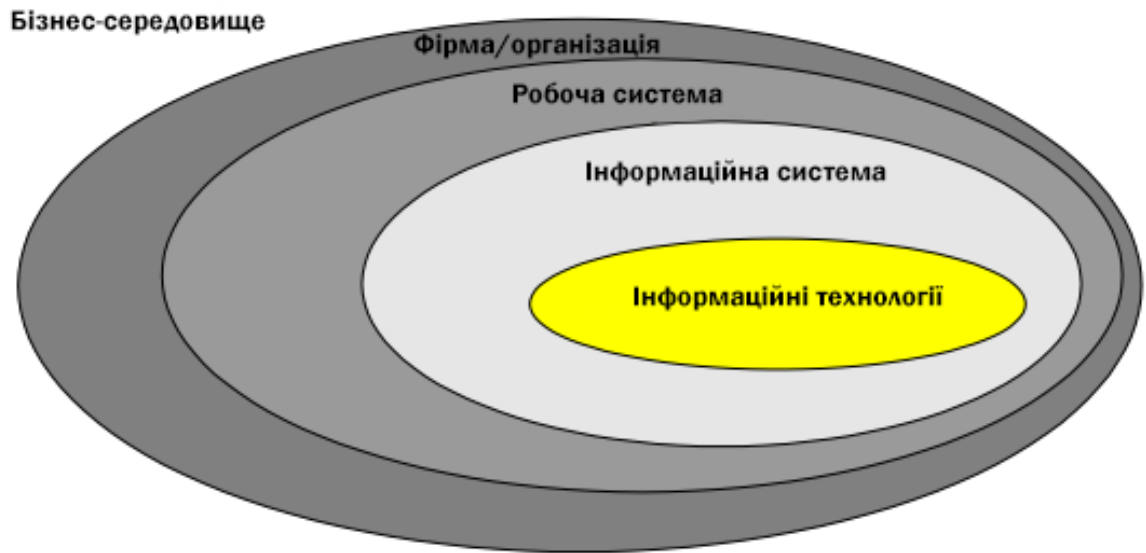 Бізнес-середовище
Фірма/організація
Робоча система
Інформаційна система
Інформаційні технології